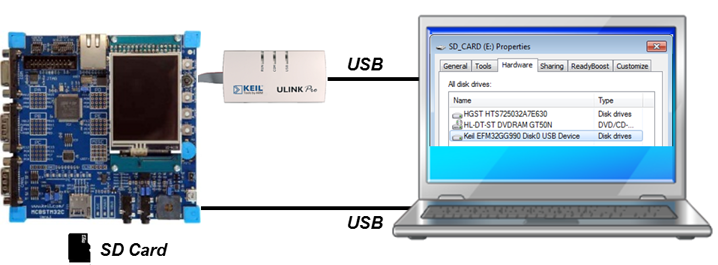 USB
SD_CARD (E:) Properties
General Tools Hardware Sharing ReadyBoost Customize
All disk drives:
Name Type
HGST HTS725032A7E630 Disk drives
HL-DT-ST DVDRAM GT50N DVD/CD-...
Keil EFM32GG990 Disk0 USB Device Disk drives
KEIL
ULINK Pro
MCBSTM32C
USB
SD Card